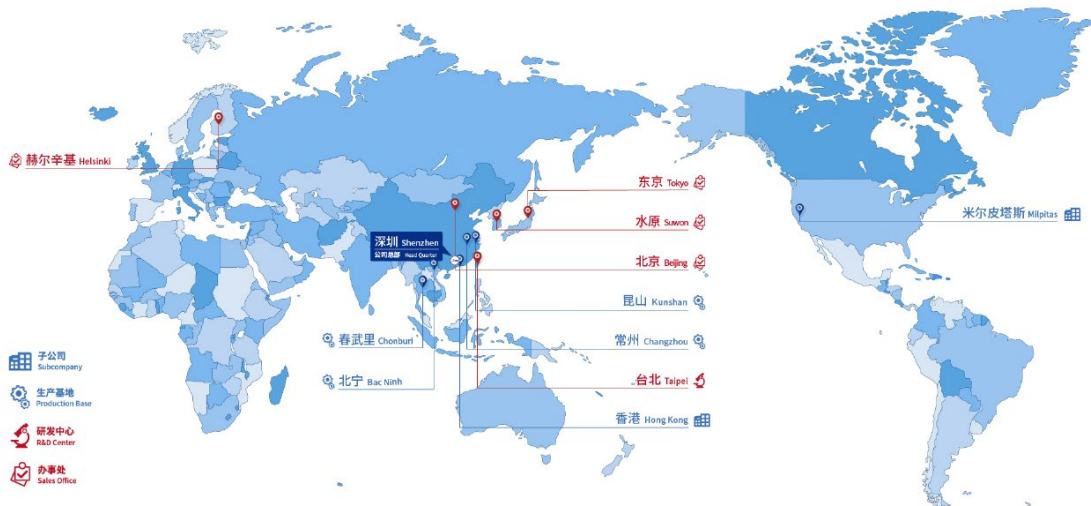 赫尔辛基 Helsinki
东京 Tokyo
水原 Suwon
米尔皮塔斯 Milpitas
深圳 Shenzhen
公司总部 Head Quarter
北京 Beijing
昆山 Kunshan
春武里 Chonburi
常州 Changzhou
北宁 Bac Ninh
台北 Taipei
香港 Hong Kong
子公司
Subcompany
生产基地
Production Base
研发中心
R&D Center
办事处
Sales Office